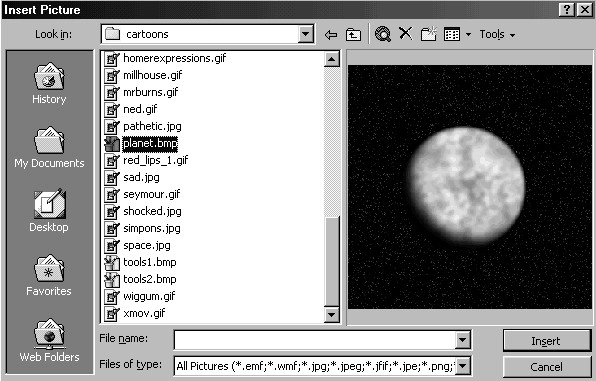 Insert Picture
Look in: cartoons Tools
History
My Documents
Desktop
Favorites
Web Folders
homerexpressions.gif
millhouse.gif
mrburns.gif
ned.gif
pathetic.jpg
planet.bmp
red_lips_1.gif
sad.jpg
seymour.gif
shocked.jpg
simpons.jpg
space.jpg
tools1.bmp
tools2.bmp
wiggum.gif
xmov.gif
File name: Insert
Files of type: All Pictures (*.emf;*.wmf;*.jpg;*.jpeg;*.jfif;*.jpe;*.png;* Cancel